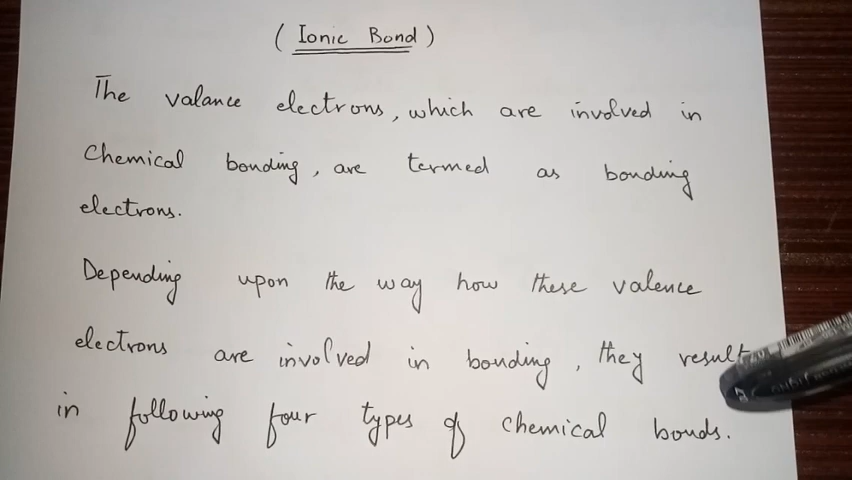 ( Ionic Bond )
The valance electrons, which are involved in
Chemical bonding, are termed as bonding
electrons.
Depending upon the way how these valence
electrons are involved in bonding, they result
in following four types of chemical bonds.